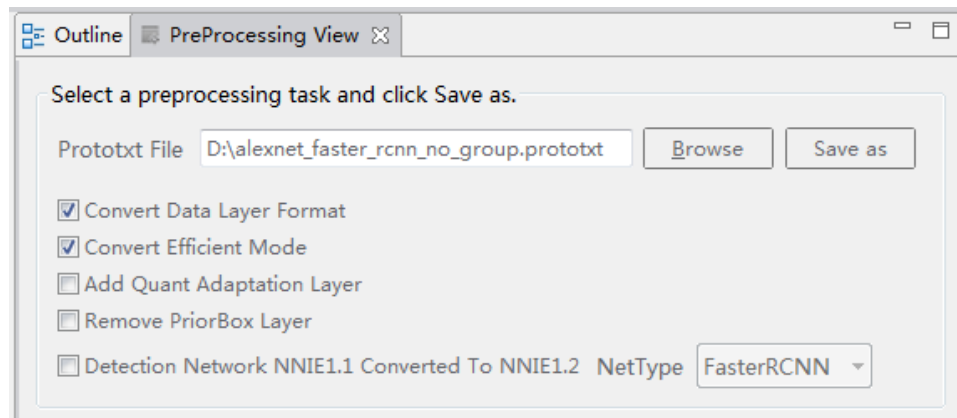 Outline PreProcessing View
Select a preprocessing task and click Save as.
Prototxt File D:\alexnet_faster_rcnn_no_group.prototxt Browse Save as
Convert Data Layer Format
Convert Efficient Mode
Add Quant Adaptation Layer
Remove PriorBox Layer
Detection Network NNIE1.1 Converted To NNIE1.2 NetType FasterRCNN